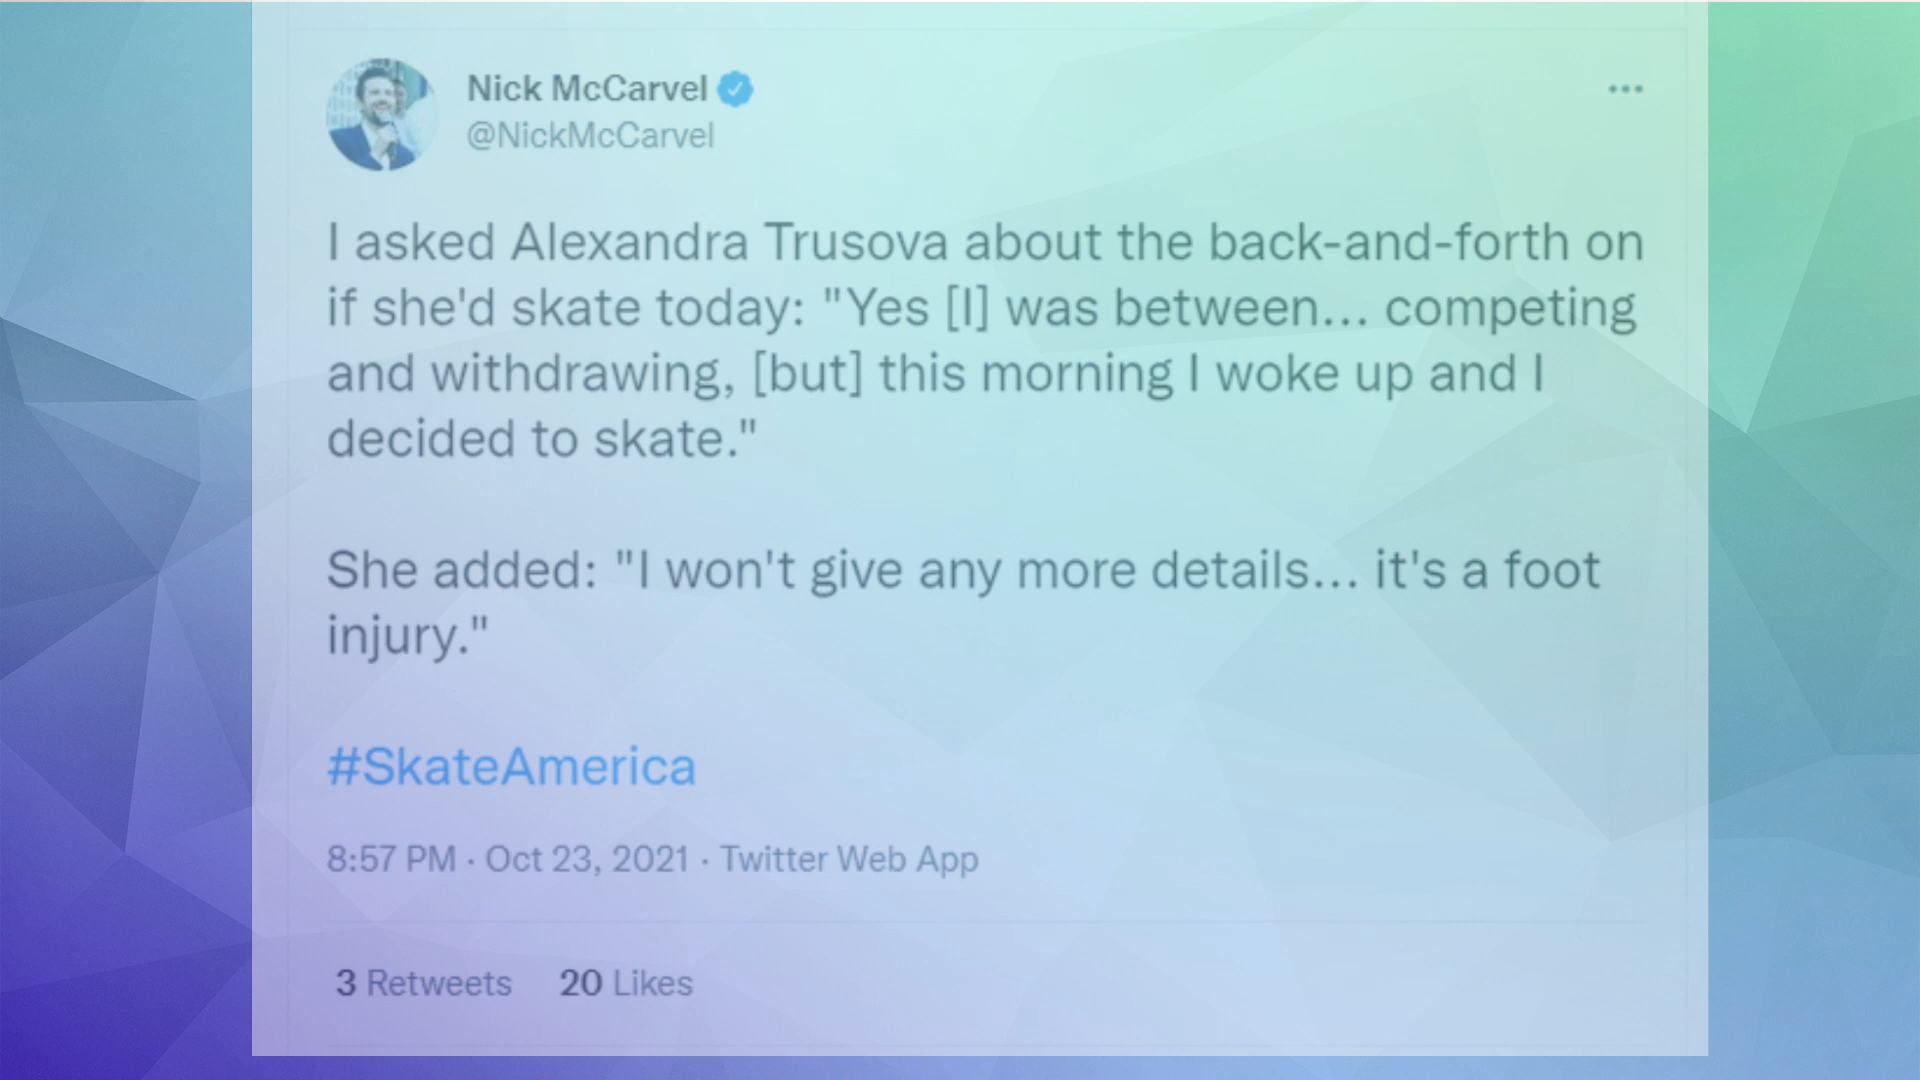 Nick McCarvel
@NickMcCarvel
I asked Alexandra Trusova about the back-and-forth on
if she'd skate today: "Yes [I] was between... competing
and withdrawing, [but] this morning I woke up and I
decided to skate."
She added: "I won't give any more details... it's a foot
injury."
#SkateAmerica
8:57 PM · Oct 23, 2021 · Twitter Web App
3 Retweets 20 Likes